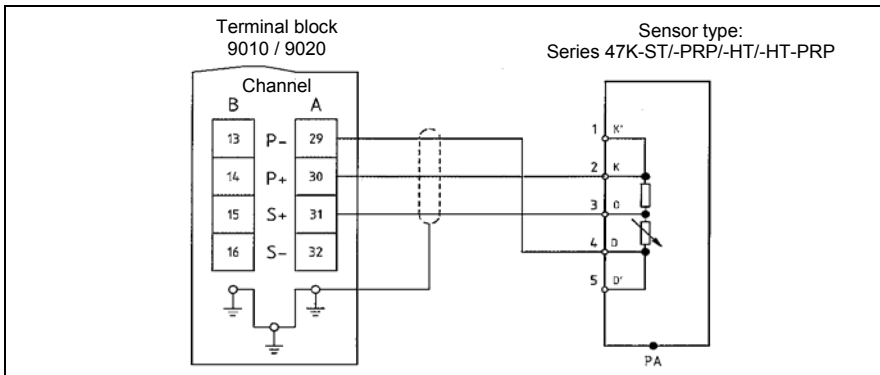 Terminal block
9010 / 9020
Sensor type:
Series 47K-ST/-PRP/-HT/-HT-PRP
Channel
B A
13 P- 29
14 P+ 30
15 S+ 31
16 S- 32
1 K'
2 K
3 O
4 D
5 D'
PA